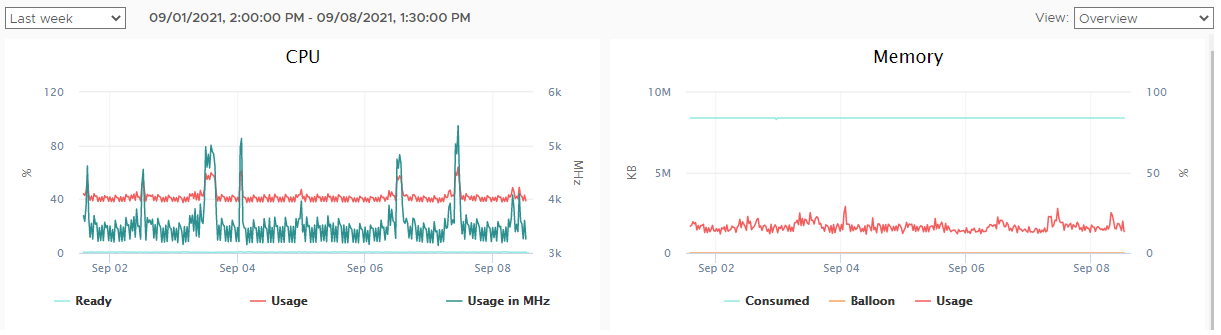 Last week 09/01/2021, 2:00:00 PM - 09/08/2021, 1:30:00 PM View: Overview
CPU
120 6k
80 5k
% MHz
40 4k
0 3k
Sep 02 Sep 04 Sep 06 Sep 08
Ready Usage Usage in MHz
Memory
10M 100
KB 5M 50 %
0 0
Sep 02 Sep 04 Sep 06 Sep 08
Consumed Balloon Usage